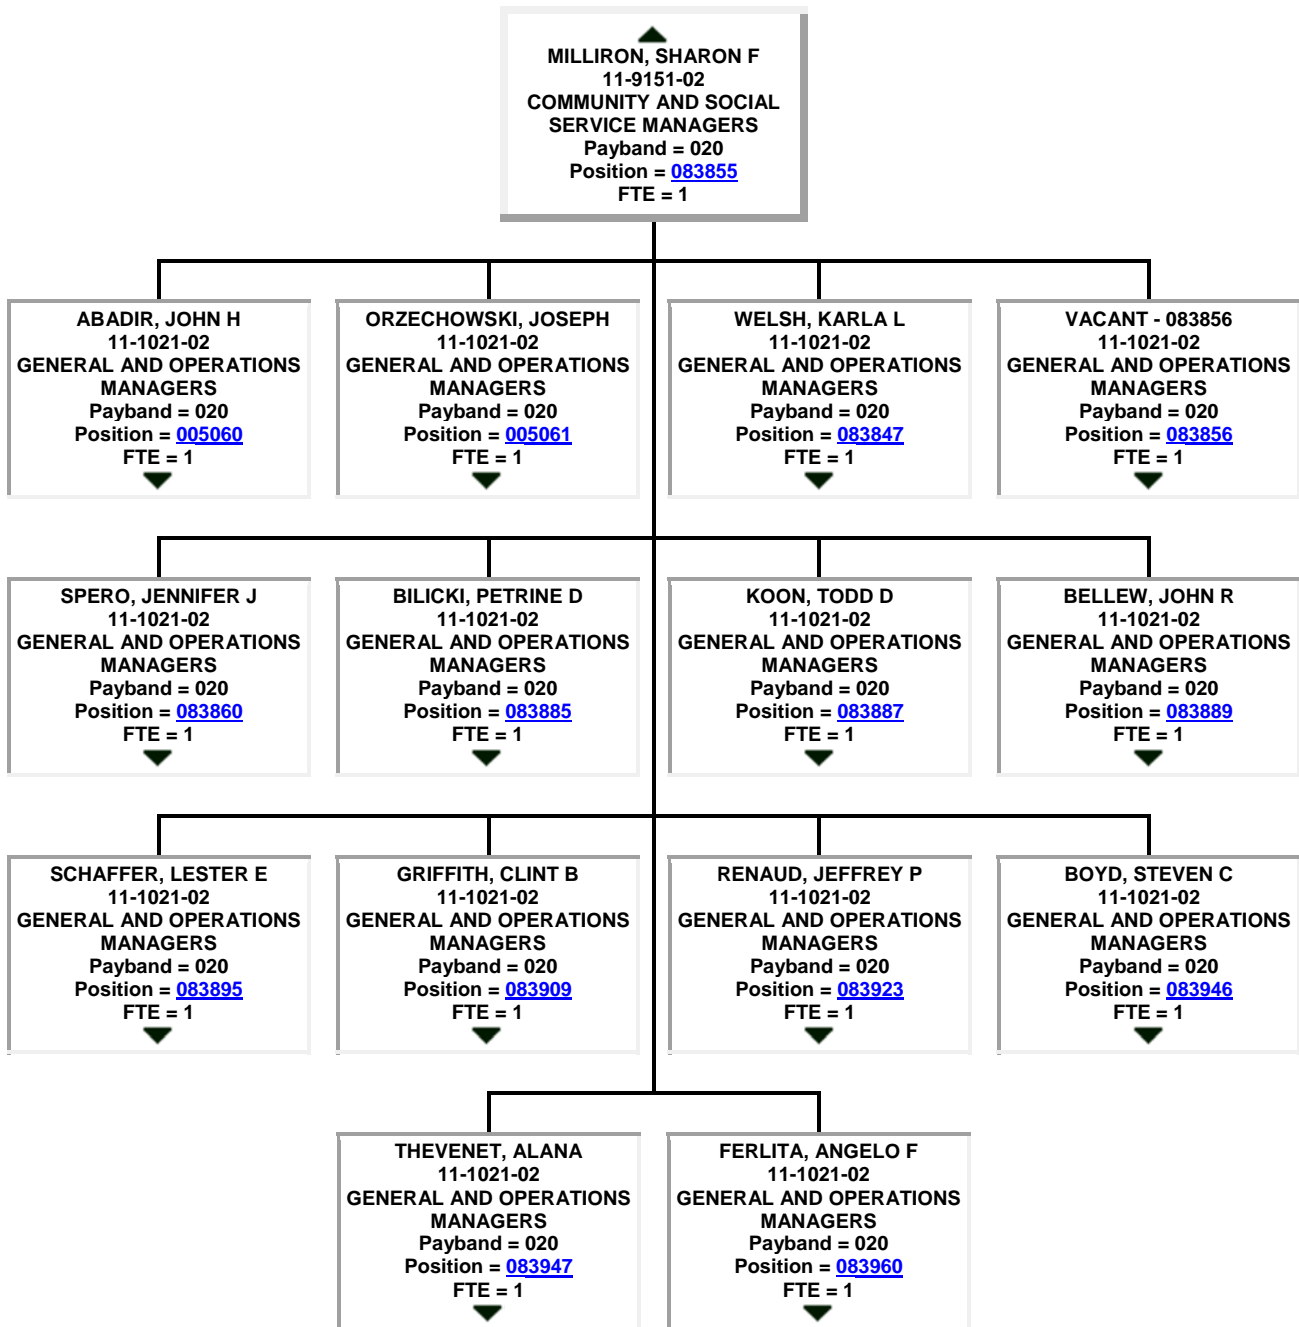 MILLIRON, SHARON F
11-9151-02
COMMUNITY AND SOCIAL
SERVICE MANAGERS
Payband = 020
Position = 083855
FTE = 1
ABADIR, JOHN H
11-1021-02
GENERAL AND OPERATIONS
MANAGERS
Payband = 020
Position = 005060
FTE = 1
ORZECHOWSKI, JOSEPH
11-1021-02
GENERAL AND OPERATIONS
MANAGERS
Payband = 020
Position = 005061
FTE = 1
WELSH, KARLA L
11-1021-02
GENERAL AND OPERATIONS
MANAGERS
Payband = 020
Position = 083847
FTE = 1
VACANT - 083856
11-1021-02
GENERAL AND OPERATIONS
MANAGERS
Payband = 020
Position = 083856
FTE = 1
SPERO, JENNIFER J
11-1021-02
GENERAL AND OPERATIONS
MANAGERS
Payband = 020
Position = 083860
FTE = 1
BILICKI, PETRINE D
11-1021-02
GENERAL AND OPERATIONS
MANAGERS
Payband = 020
Position = 083885
FTE = 1
KOON, TODD D
11-1021-02
GENERAL AND OPERATIONS
MANAGERS
Payband = 020
Position = 083887
FTE = 1
BELLEW, JOHN R
11-1021-02
GENERAL AND OPERATIONS
MANAGERS
Payband = 020
Position = 083889
FTE = 1
SCHAFFER, LESTER E
11-1021-02
GENERAL AND OPERATIONS
MANAGERS
Payband = 020
Position = 083895
FTE = 1
GRIFFITH, CLINT B
11-1021-02
GENERAL AND OPERATIONS
MANAGERS
Payband = 020
Position = 083909
FTE = 1
RENAUD, JEFFREY P
11-1021-02
GENERAL AND OPERATIONS
MANAGERS
Payband = 020
Position = 083923
FTE = 1
BOYD, STEVEN C
11-1021-02
GENERAL AND OPERATIONS
MANAGERS
Payband = 020
Position = 083946
FTE = 1
THEVENET, ALANA
11-1021-02
GENERAL AND OPERATIONS
MANAGERS
Payband = 020
Position = 083947
FTE = 1
FERLITA, ANGELO F
11-1021-02
GENERAL AND OPERATIONS
MANAGERS
Payband = 020
Position = 083960
FTE = 1